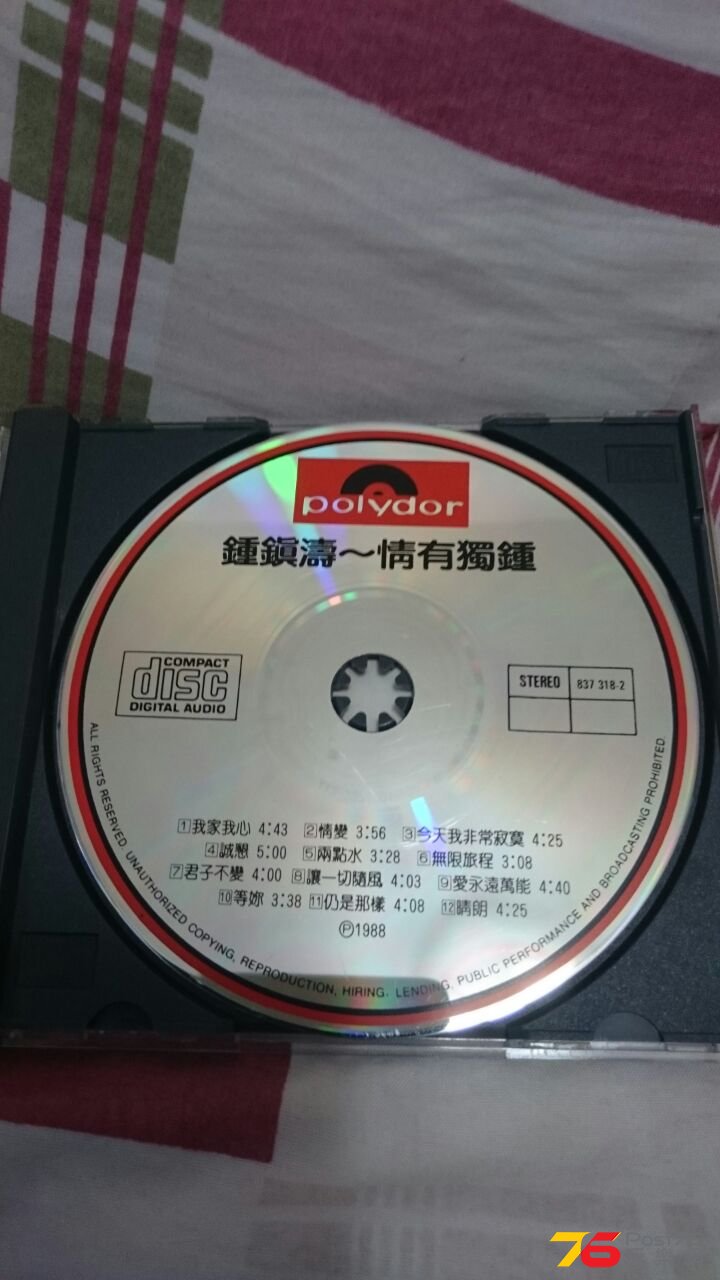 polydor
鍾鎮濤～情有獨鍾
COMPACT
disc
DIGITAL AUDIO
STEREO 837 318-2
1我家我心 4:43 2情變 3:56 3今天我非常寂寞 4:25
4誠懇 5:00 5兩點水 3:28 6無限旅程 3:08
7君子不變 4:00 8讓一切隨風 4:03 9愛永遠萬能 4:40
10等妳 3:38 11仍是那樣 4:08 12晴朗 4:25
Ⓟ1988
ALL RIGHTS RESERVED. UNAUTHORIZED COPYING, REPRODUCTION, HIRING, LENDING, PUBLIC PERFORMANCE AND BROADCASTING PROHIBITED.
76 Post